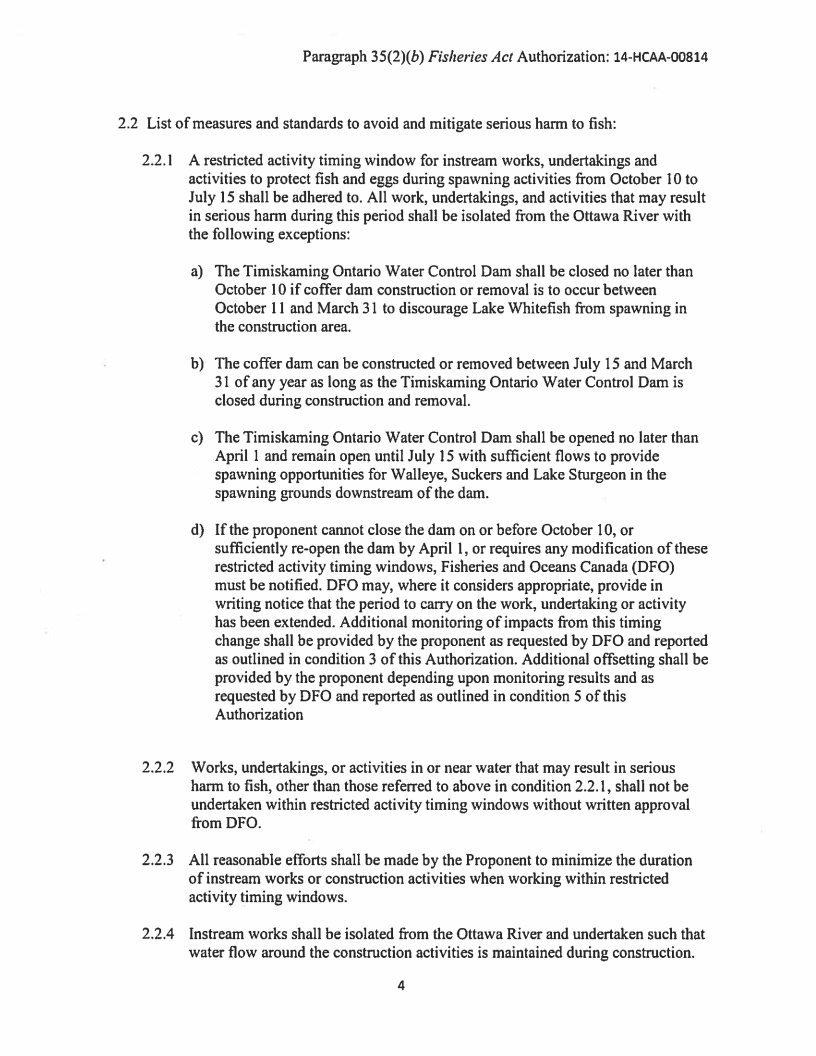 Paragraph 35(2)(b) Fisheries Act Authorization: 14-HCAA-00814
2.2 List of measures and standards to avoid and mitigate serious harm to fish:
2.2.1 A restricted activity timing window for instream works, undertakings and
activities to protect fish and eggs during spawning activities from October 10 to
July 15 shall be adhered to. All work, undertakings, and activities that may result
in serious harm during this period shall be isolated from the Ottawa River with
the following exceptions:
a) The Timiskaming Ontario Water Control Dam shall be closed no later than
October 10 if coffer dam construction or removal is to occur between
October 11 and March 31 to discourage Lake Whitefish from spawning in
the construction area.
b) The coffer dam can be constructed or removed between July 15 and March
31 of any year as long as the Timiskaming Ontario Water Control Dam is
closed during construction and removal.
c) The Timiskaming Ontario Water Control Dam shall be opened no later than
April 1 and remain open until July 15 with sufficient flows to provide
spawning opportunities for Walleye, Suckers and Lake Sturgeon in the
spawning grounds downstream of the dam.
d) If the proponent cannot close the dam on or before October 10, or
sufficiently re-open the dam by April 1, or requires any modification of these
restricted activity timing windows, Fisheries and Oceans Canada (DFO)
must be notified. DFO may, where it considers appropriate, provide in
writing notice that the period to carry on the work, undertaking or activity
has been extended. Additional monitoring of impacts from this timing
change shall be provided by the proponent as requested by DFO and reported
as outlined in condition 3 of this Authorization. Additional offsetting shall be
provided by the proponent depending upon monitoring results and as
requested by DFO and reported as outlined in condition 5 of this
Authorization
2.2.2 Works, undertakings, or activities in or near water that may result in serious
harm to fish, other than those referred to above in condition 2.2.1, shall not be
undertaken within restricted activity timing windows without written approval
from DFO.
2.2.3 All reasonable efforts shall be made by the Proponent to minimize the duration
of instream works or construction activities when working within restricted
activity timing windows.
2.2.4 Instream works shall be isolated from the Ottawa River and undertaken such that
water flow around the construction activities is maintained during construction.
4